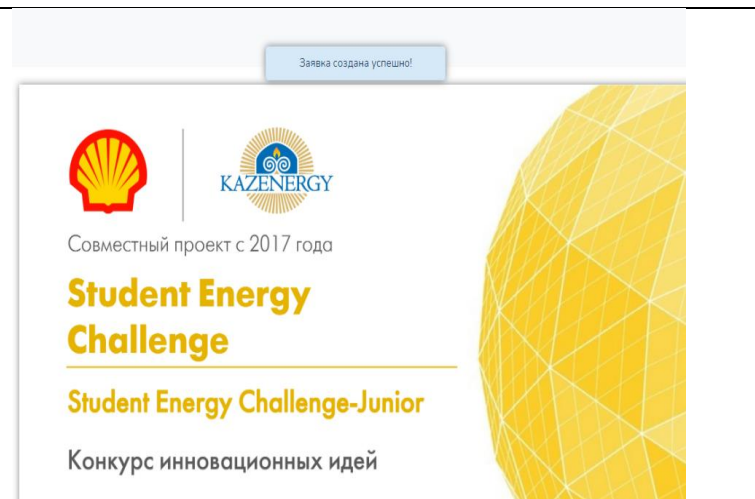 Заявка создана успешно!
KAZENERGY
Совместный проект с 2017 года
Student Energy
Challenge
Student Energy Challenge-Junior
Конкурс инновационных идей